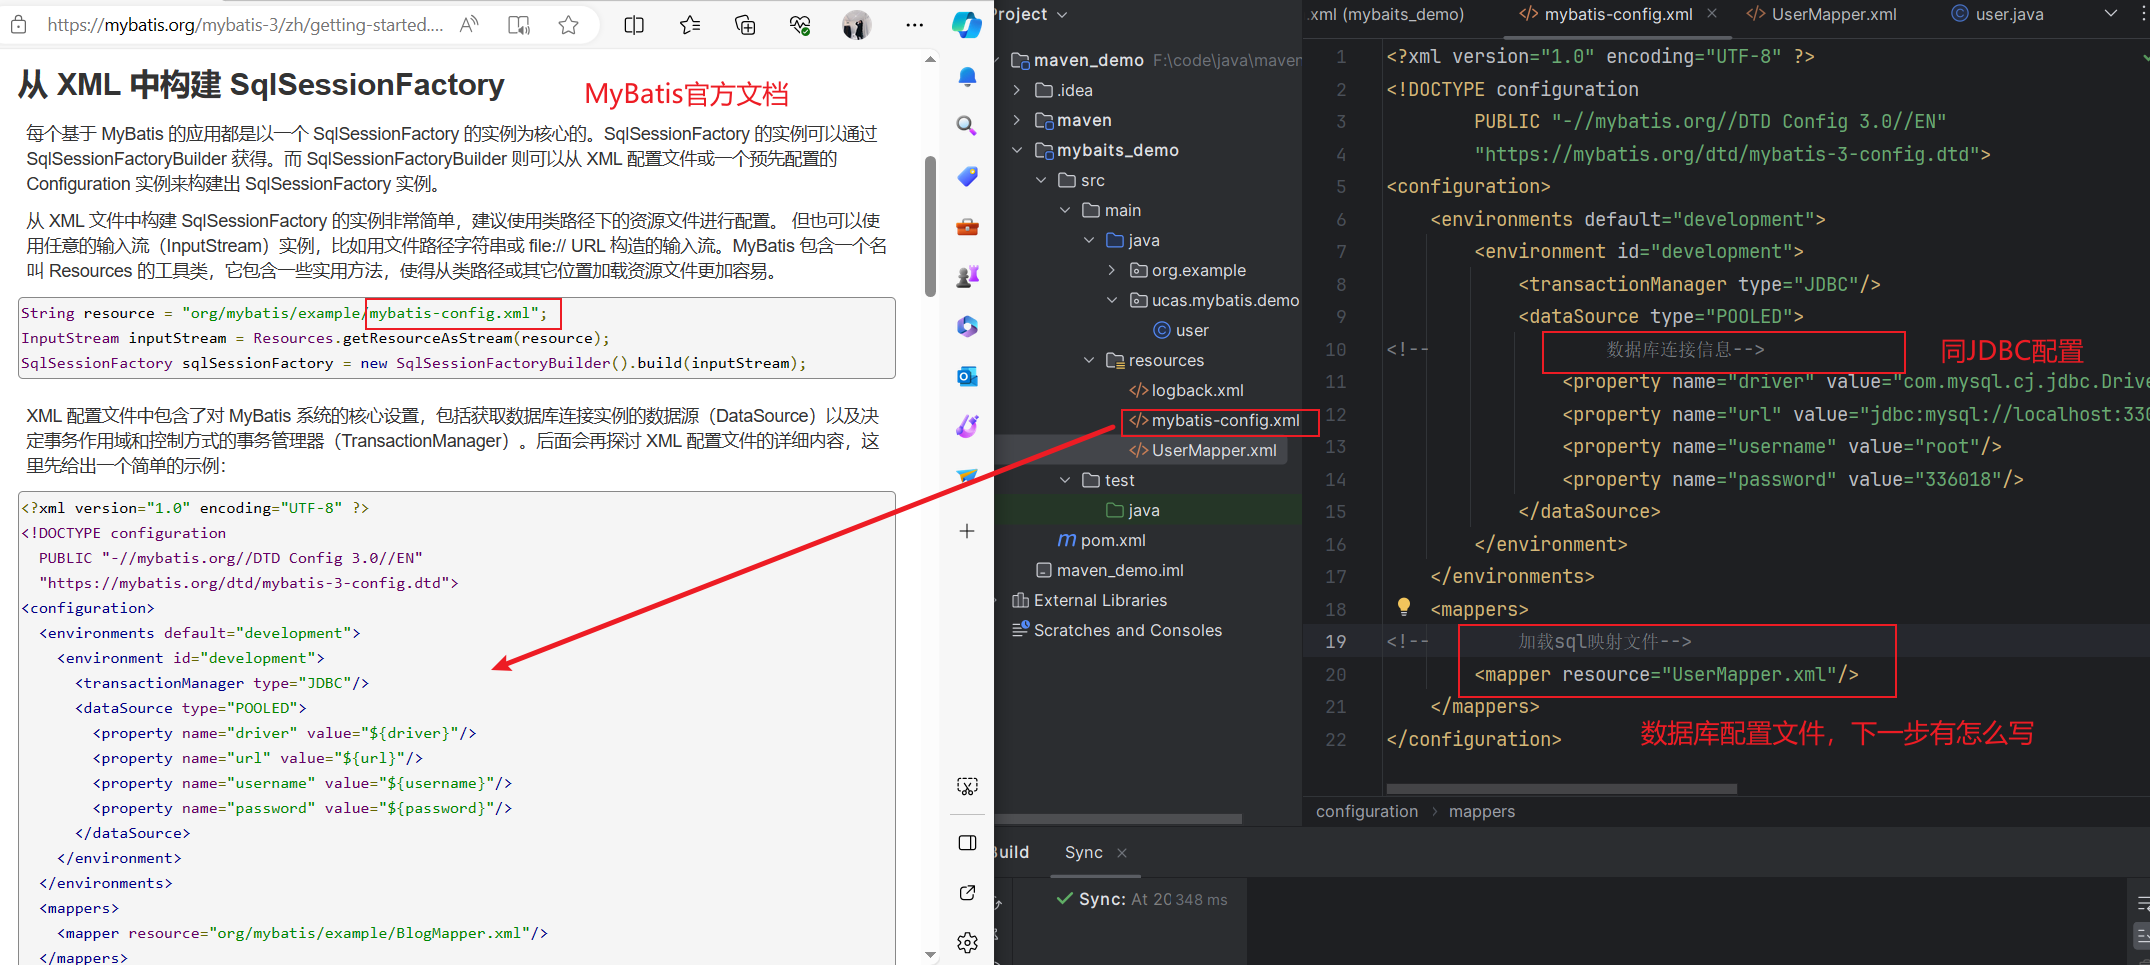 https://mybatis.org/mybatis-3/zh/getting-started....
从 XML 中构建 SqlSessionFactory
MyBatis官方文档
每个基于 MyBatis 的应用都是以一个 SqlSessionFactory 的实例为核心的。SqlSessionFactory 的实例可以通过
SqlSessionFactoryBuilder 获得。而 SqlSessionFactoryBuilder 则可以从 XML 配置文件或一个预先配置的
Configuration 实例来构建出 SqlSessionFactory 实例。
从 XML 文件中构建 SqlSessionFactory 的实例非常简单，建议使用类路径下的资源文件进行配置。 但也可以使
用任意的输入流（InputStream）实例，比如用文件路径字符串或 file:// URL 构造的输入流。MyBatis 包含一个名
叫 Resources 的工具类，它包含一些实用方法，使得从类路径或其它位置加载资源文件更加容易。
String resource = "org/mybatis/example/mybatis-config.xml";
InputStream inputStream = Resources.getResourceAsStream(resource);
SqlSessionFactory sqlSessionFactory = new SqlSessionFactoryBuilder().build(inputStream);
XML 配置文件中包含了对 MyBatis 系统的核心设置，包括获取数据库连接实例的数据源（DataSource）以及决
定事务作用域和控制方式的事务管理器（TransactionManager）。后面会再探讨 XML 配置文件的详细内容，这
里先给出一个简单的示例：
<?xml version="1.0" encoding="UTF-8" ?>
<!DOCTYPE configuration
PUBLIC "-//mybatis.org//DTD Config 3.0//EN"
"https://mybatis.org/dtd/mybatis-3-config.dtd">
<configuration>
<environments default="development">
<environment id="development">
<transactionManager type="JDBC"/>
<dataSource type="POOLED">
<property name="driver" value="${driver}"/>
<property name="url" value="${url}"/>
<property name="username" value="${username}"/>
<property name="password" value="${password}"/>
</dataSource>
</environment>
</environments>
<mappers>
<mapper resource="org/mybatis/example/BlogMapper.xml"/>
</mappers>
Project
maven_demo F:\code\java\maven
.idea
maven
mybaits_demo
src
main
java
org.example
ucas.mybatis.demo
user
resources
logback.xml
mybatis-config.xml
UserMapper.xml
test
java
pom.xml
maven_demo.iml
External Libraries
Scratches and Consoles
.xml (mybaits_demo) mybatis-config.xml UserMapper.xml user.java
1 <?xml version="1.0" encoding="UTF-8" ?>
2 <!DOCTYPE configuration
3 PUBLIC "-//mybatis.org//DTD Config 3.0//EN"
4 "https://mybatis.org/dtd/mybatis-3-config.dtd">
5 <configuration>
6 <environments default="development">
7 <environment id="development">
8 <transactionManager type="JDBC"/>
9 <dataSource type="POOLED">
10 <!-- 数据库连接信息-->
同JDBC配置
11 <property name="driver" value="com.mysql.cj.jdbc.Drive
12 <property name="url" value="jdbc:mysql://localhost:330
13 <property name="username" value="root"/>
14 <property name="password" value="336018"/>
15 </dataSource>
16 </environment>
17 </environments>
18 <mappers>
19 <!-- 加载sql映射文件-->
20 <mapper resource="UserMapper.xml"/>
21 </mappers>
22 </configuration>
数据库配置文件，下一步有怎么写
configuration > mappers
Build Sync
Sync: At 20 348 ms